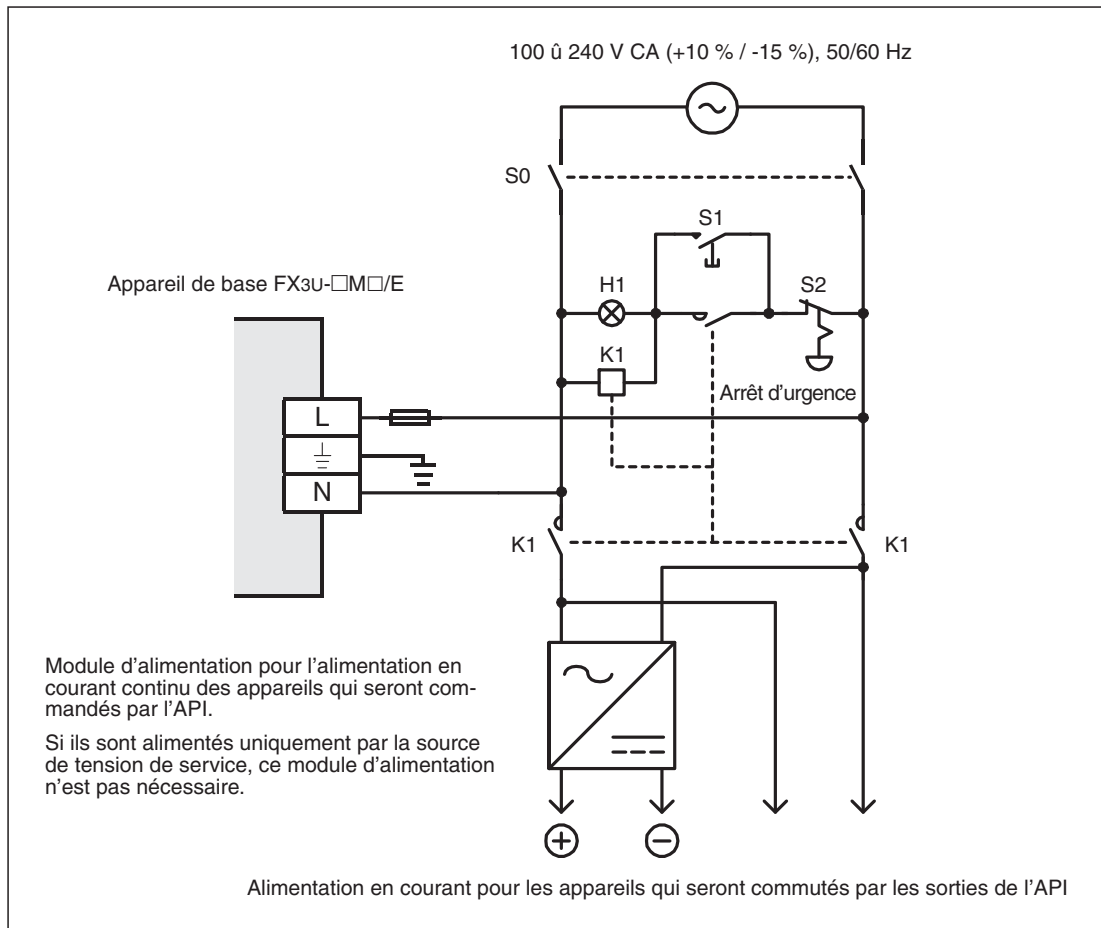 100 û 240 V CA (+10 % / -15 %), 50/60 Hz
S0
S1
Appareil de base FX3U-□M□/E
H1
S2
K1
Arrêt d’urgence
L
N
K1
K1
Module d’alimentation pour l’alimentation en
courant continu des appareils qui seront com-
mandés par l’API.
Si ils sont alimentés uniquement par la source
de tension de service, ce module d’alimentation
n’est pas nécessaire.
Alimentation en courant pour les appareils qui seront commutés par les sorties de l’API